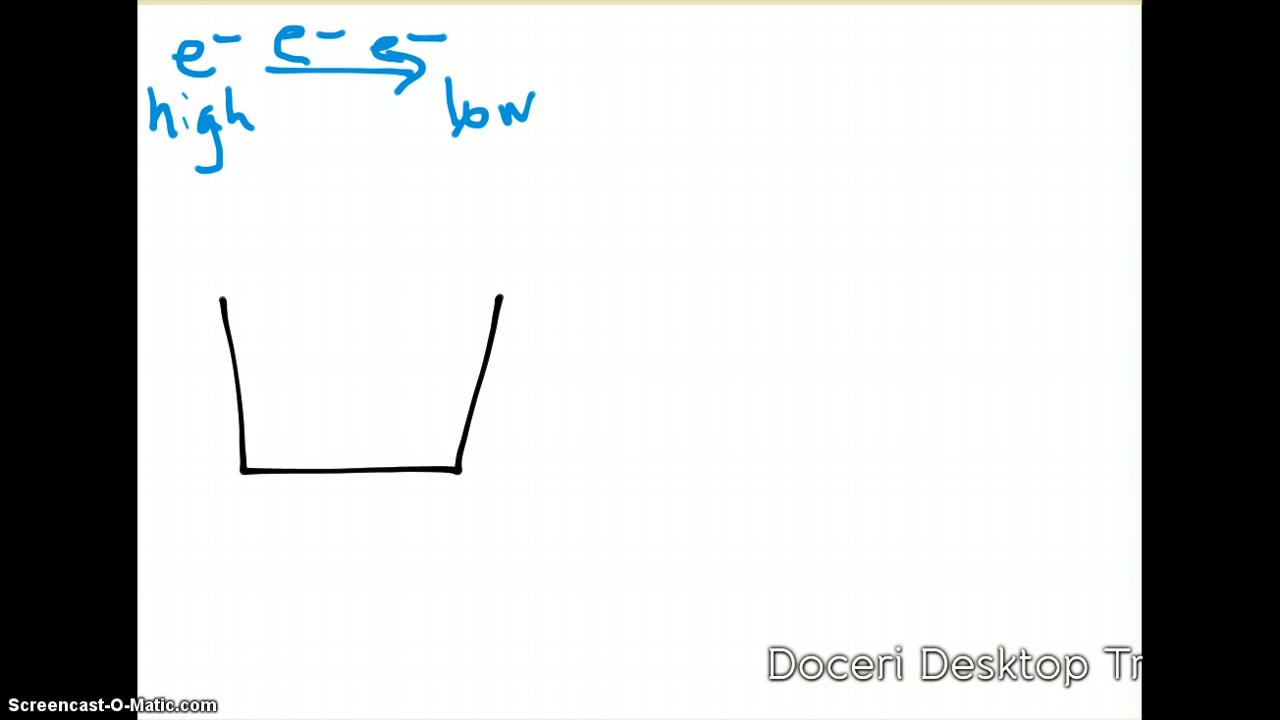 e⁻ e⁻ e⁻
high low
Doceri Desktop Tr
Screencast-O-Matic.com